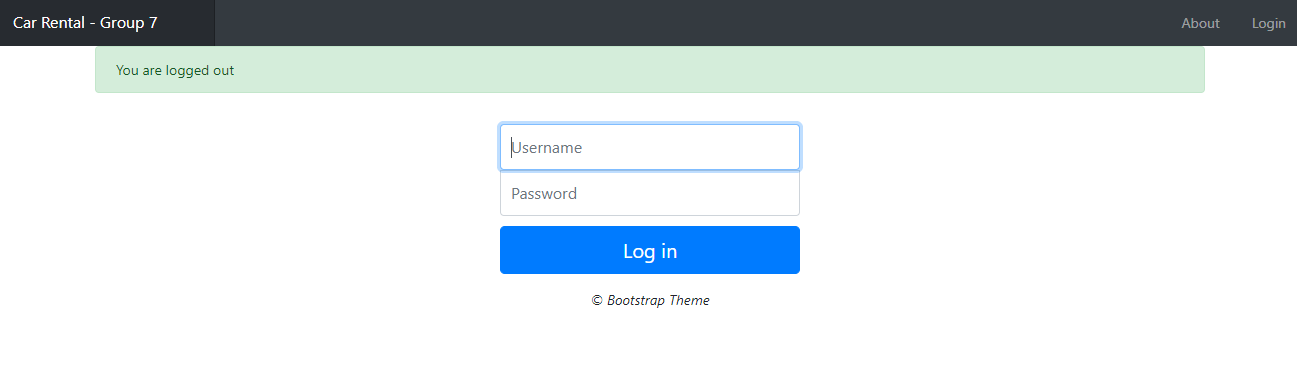 Car Rental - Group 7 About Login
You are logged out
Username
Password
Log in
© Bootstrap Theme